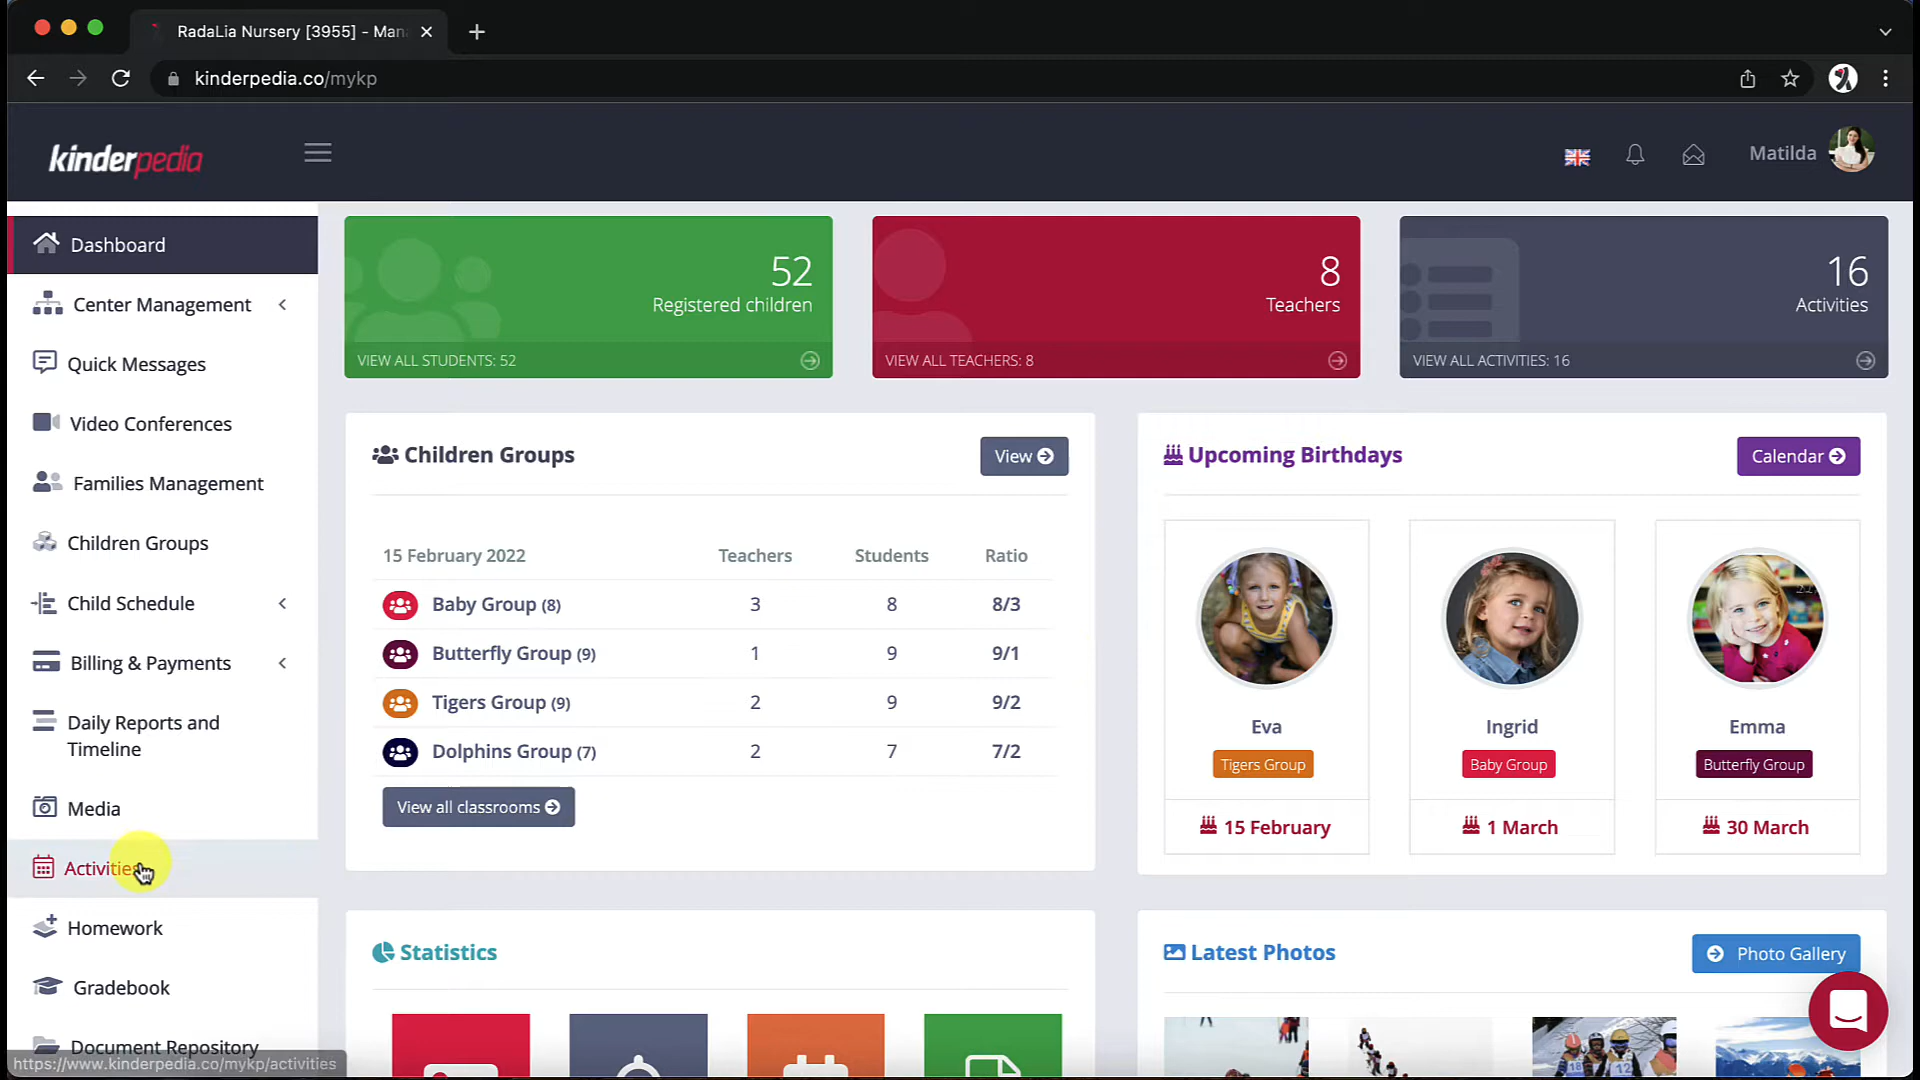 RadaLia Nursery [3955] - Man
kinderpedia.co/mykp
kinderpedia
Matilda
Dashboard
Center Management
Quick Messages
Video Conferences
Families Management
Children Groups
Child Schedule
Billing & Payments
Daily Reports and
Timeline
Media
Activities
Homework
Gradebook
Document Repository
https://www.kinderpedia.co/mykp/activities
52
Registered children
VIEW ALL STUDENTS: 52
8
Teachers
VIEW ALL TEACHERS: 8
16
Activities
VIEW ALL ACTIVITIES: 16
Children Groups
View
15 February 2022 Teachers Students Ratio
Baby Group (8) 3 8 8/3
Butterfly Group (9) 1 9 9/1
Tigers Group (9) 2 9 9/2
Dolphins Group (7) 2 7 7/2
View all classrooms
Upcoming Birthdays
Calendar
Eva
Tigers Group
15 February
Ingrid
Baby Group
1 March
Emma
Butterfly Group
30 March
Statistics
Latest Photos
Photo Gallery